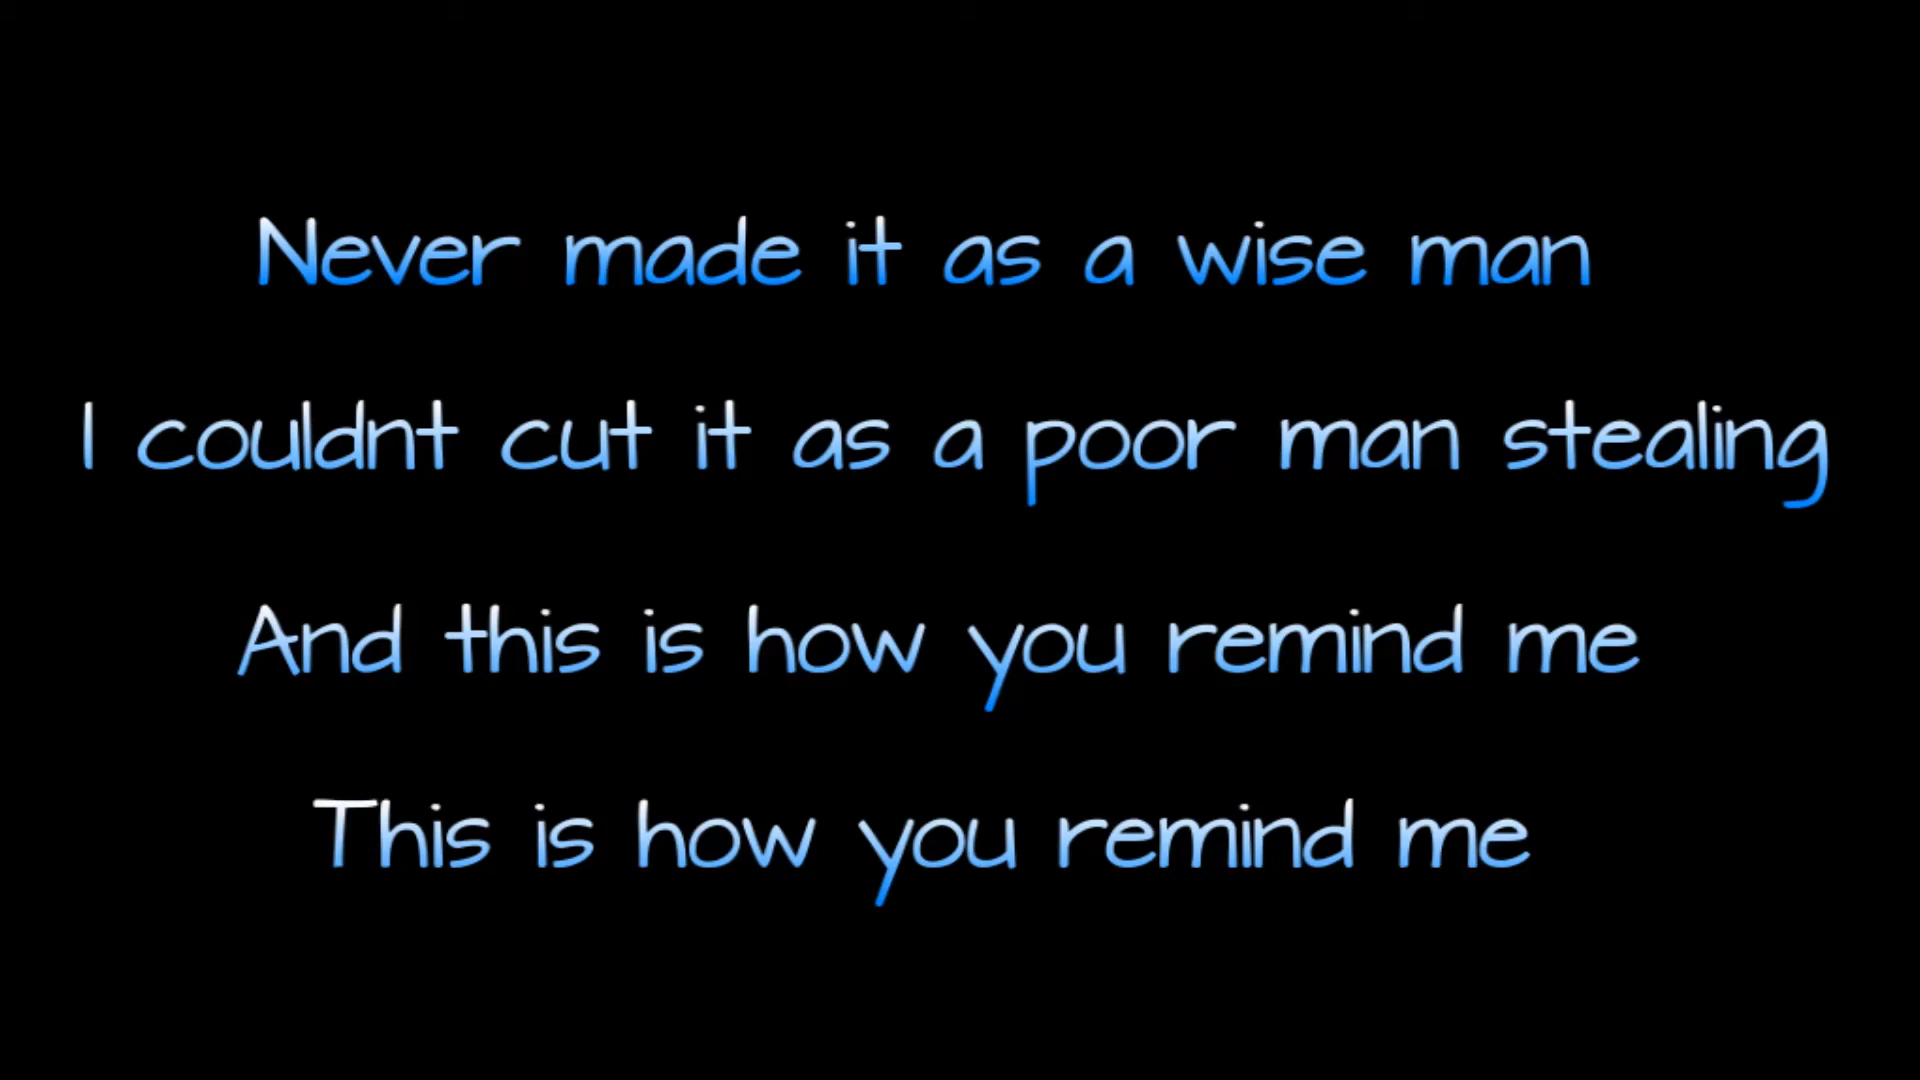 Never made it as a wise man
I couldnt cut it as a poor man stealing
And this is how you remind me
This is how you remind me